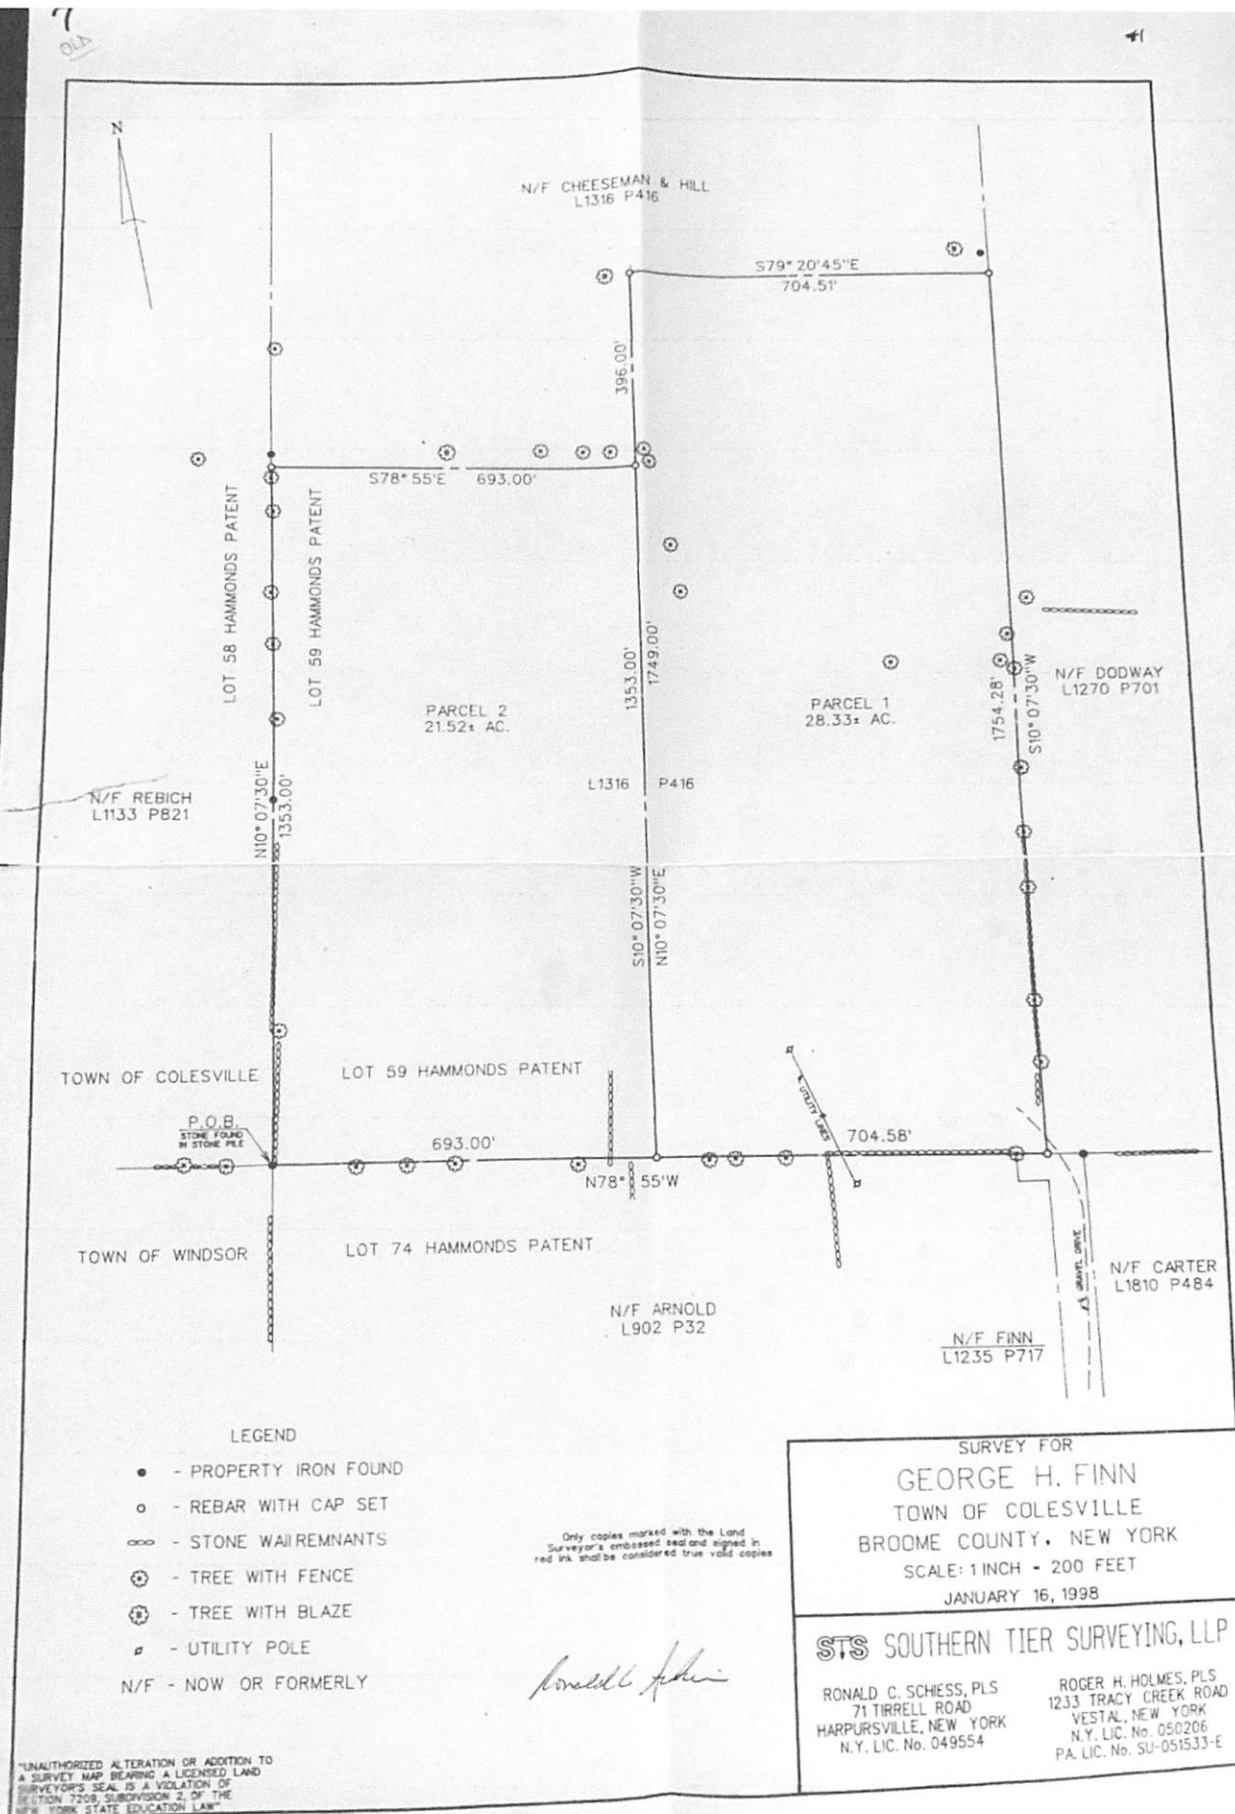 7
OLD
#1
N
N/F CHEESEMAN & HILL
L1316 P416
S79° 20'45"E
704.51'
396.00'
S78° 55'E 693.00'
LOT 58 HAMMONDS PATENT
LOT 59 HAMMONDS PATENT
1353.00'
1749.00'
N/F DODWAY
L1270 P701
1754.28'
S10° 07'30"W
PARCEL 2
21.52± AC.
PARCEL 1
28.33± AC.
L1316 P416
N/F REBICH
L1133 P821
N10° 07'30"E
1353.00'
S10° 07'30"W
N10° 07'30"E
TOWN OF COLESVILLE
LOT 59 HAMMONDS PATENT
UTILITY LINES
P.O.B.
STONE FOUND
IN STONE PILE
693.00'
704.58'
N78° 55'W
TOWN OF WINDSOR
LOT 74 HAMMONDS PATENT
GRAVEL DRIVE
N/F CARTER
L1810 P484
N/F ARNOLD
L902 P32
N/F FINN
L1235 P717
LEGEND
- PROPERTY IRON FOUND
- REBAR WITH CAP SET
- STONE WALL REMNANTS
- TREE WITH FENCE
- TREE WITH BLAZE
- UTILITY POLE
N/F - NOW OR FORMERLY
Only copies marked with the Land
Surveyor's embossed seal and signed in
red ink shall be considered true valid copies
SURVEY FOR
GEORGE H. FINN
TOWN OF COLESVILLE
BROOME COUNTY, NEW YORK
SCALE: 1 INCH - 200 FEET
JANUARY 16, 1998
STS SOUTHERN TIER SURVEYING, LLP
RONALD C. SCHIESS, PLS
71 TIRRELL ROAD
HARPURSVILLE, NEW YORK
N.Y. LIC. No. 049554
ROGER H. HOLMES, PLS
1233 TRACY CREEK ROAD
VESTAL, NEW YORK
N.Y. LIC. No. 050206
PA. LIC. No. SU-051533-E
"UNAUTHORIZED ALTERATION OR ADDITION TO
A SURVEY MAP BEARING A LICENSED LAND
SURVEYOR'S SEAL IS A VIOLATION OF
SECTION 7209, SUBDIVISION 2, OF THE
NEW YORK STATE EDUCATION LAW"